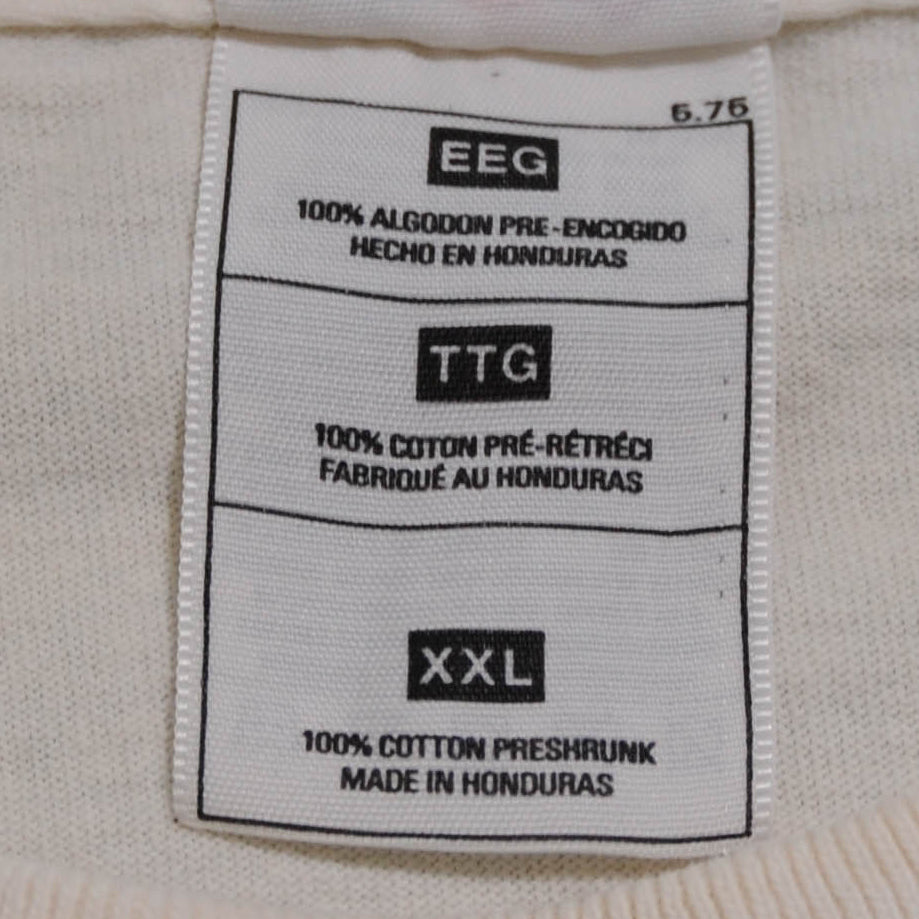 5.75
EEG
100% ALGODON PRE-ENCOGIDO
HECHO EN HONDURAS
TTG
100% COTON PRÉ-RÉTRÉCI
FABRIQUÉ AU HONDURAS
XXL
100% COTTON PRESHRUNK
MADE IN HONDURAS